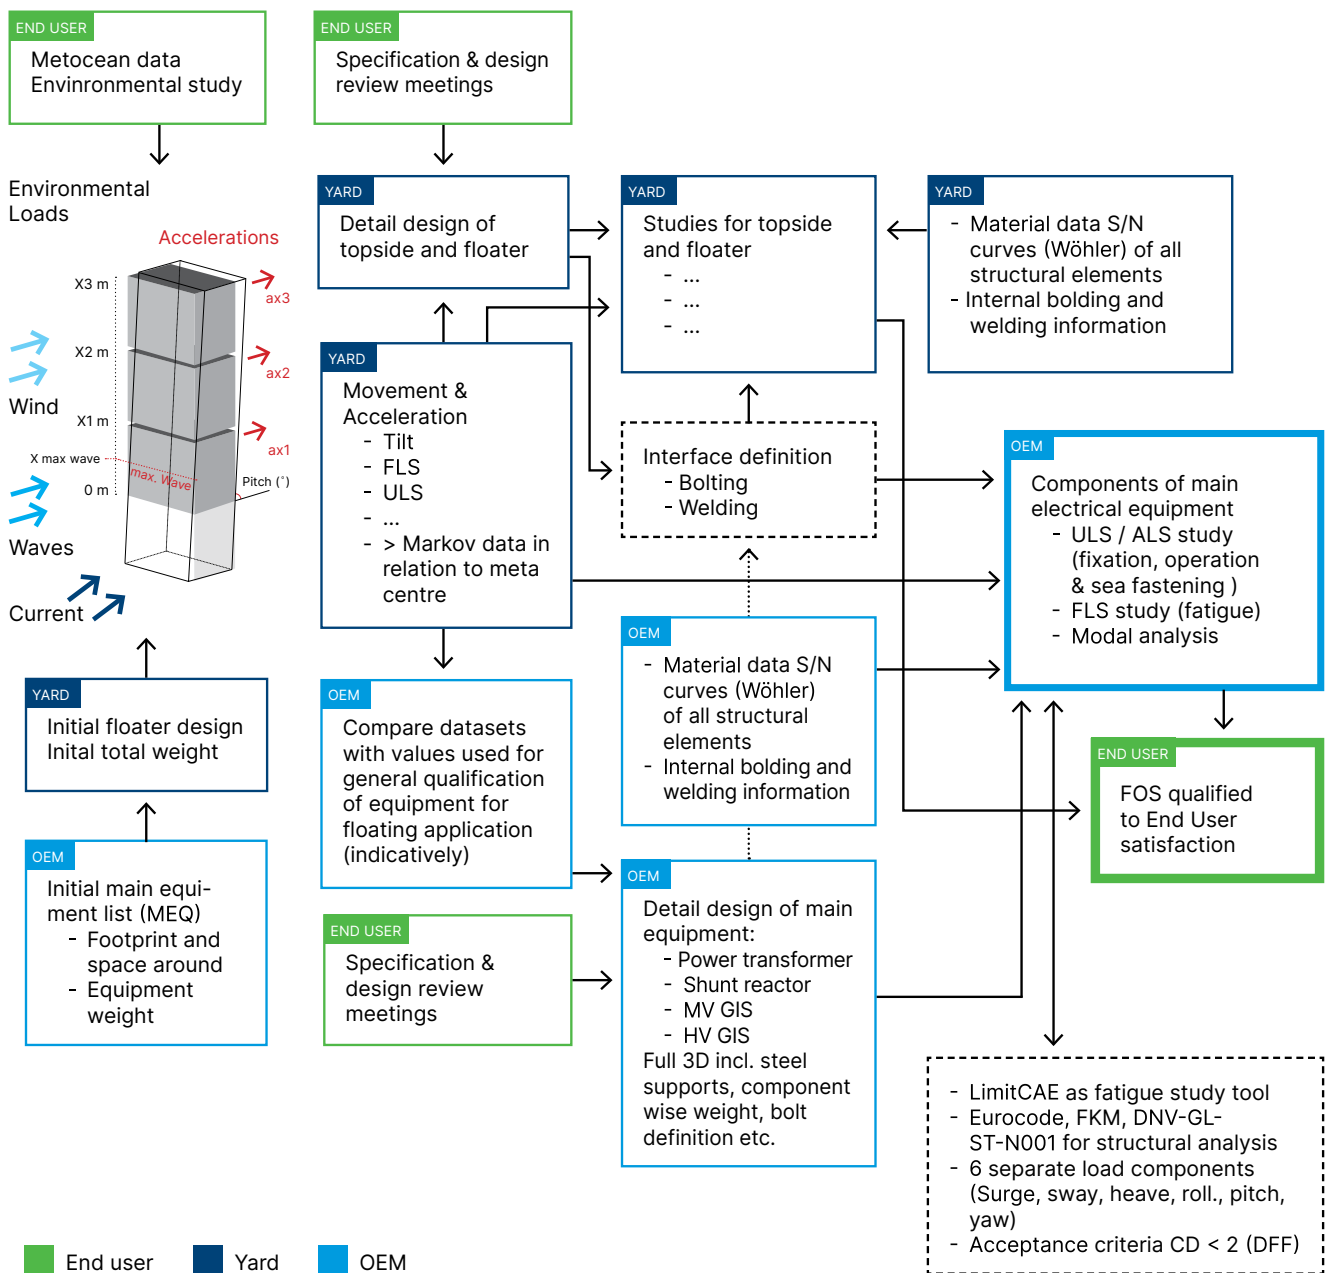 END USER
Metocean data
Envinronmental study
END USER
Specification & design
review meetings
Environmental
Loads
Accelerations
X3 m
ax3
X2 m
ax2
Wind
X1 m
ax1
X max wave
max. Wave
Pitch (°)
0 m
Waves
Current
YARD
Initial floater design
Inital total weight
OEM
Initial main equi-
ment list (MEQ)
- Footprint and
space around
- Equipment
weight
YARD
Detail design of
topside and floater
YARD
Movement &
Acceleration
- Tilt
- FLS
- ULS
- ...
- > Markov data in
relation to meta
centre
OEM
Compare datasets
with values used for
general qualification
of equipment for
floating application
(indicatively)
END USER
Specification &
design review
meetings
YARD
Studies for topside
and floater
- ...
- ...
- ...
Interface definition
- Bolting
- Welding
OEM
- Material data S/N
curves (Wöhler)
of all structural
elements
- Internal bolding and
welding information
OEM
Detail design of main
equipment:
- Power transformer
- Shunt reactor
- MV GIS
- HV GIS
Full 3D incl. steel
supports, component
wise weight, bolt
definition etc.
YARD
- Material data S/N
curves (Wöhler) of all
structural elements
- Internal bolding and
welding information
OEM
Components of main
electrical equipment
- ULS / ALS study
(fixation, operation
& sea fastening )
- FLS study (fatigue)
- Modal analysis
END USER
FOS qualified
to End User
satisfaction
- LimitCAE as fatigue study tool
- Eurocode, FKM, DNV-GL-
ST-N001 for structural analysis
- 6 separate load components
(Surge, sway, heave, roll., pitch,
yaw)
- Acceptance criteria CD < 2 (DFF)
End user
Yard
OEM